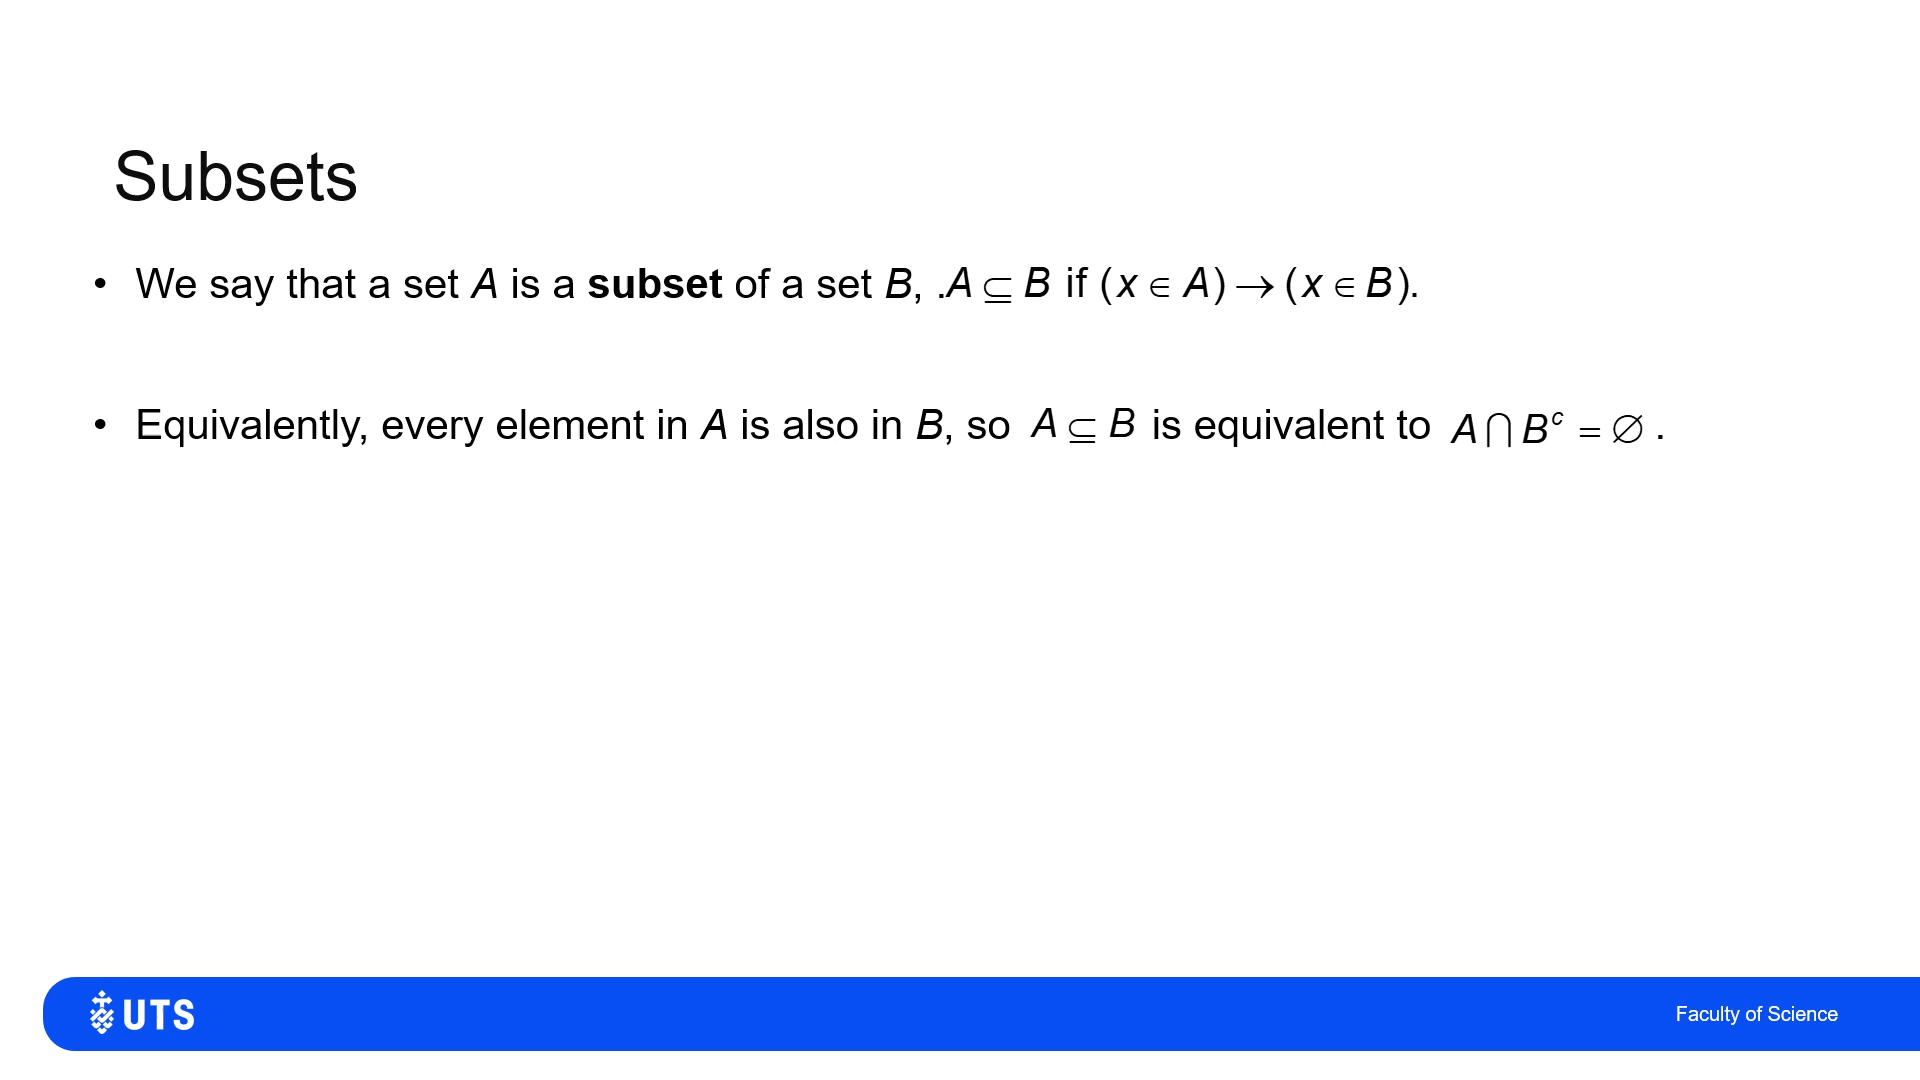 Subsets
• We say that a set A is a subset of a set B, .A ⊆ B if (x ∈ A) → (x ∈ B).
• Equivalently, every element in A is also in B, so A ⊆ B is equivalent to A ⋂ Bᶜ = ∅ .
UTS
Faculty of Science